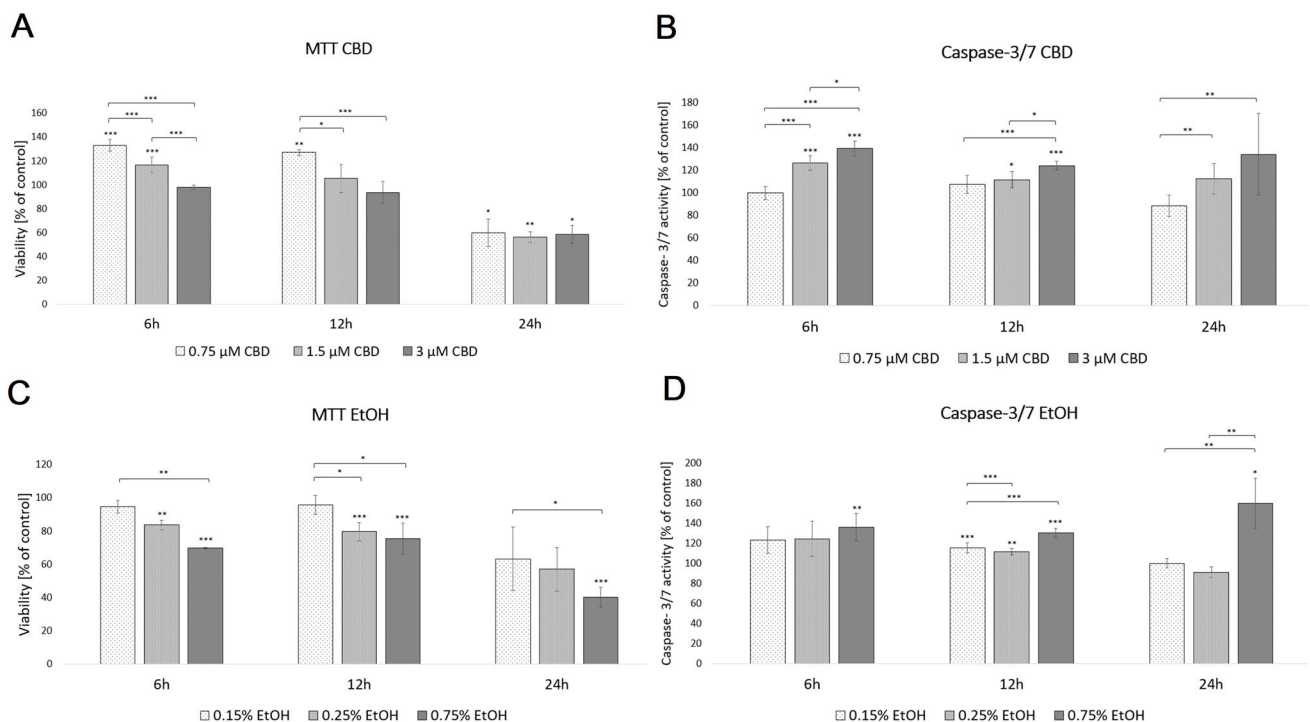 A
MTT CBD
Viability [% of control]
160
140
120
100
80
60
40
20
0
***
***
***
***
***
***
*
**
*
**
*
6h
12h
24h
0.75 µM CBD
1.5 µM CBD
3 µM CBD
B
Caspase-3/7 CBD
Caspase- 3/7 activity [% of control]
180
160
140
120
100
80
60
40
20
0
*
***
***
***
***
*
***
*
***
**
**
6h
12h
24h
0.75 µM CBD
1.5 µM CBD
3 µM CBD
C
MTT EtOH
Viability [% of control]
120
100
80
60
40
20
0
**
**
***
*
*
***
***
*
***
6h
12h
24h
0.15% EtOH
0.25% EtOH
0.75% EtOH
D
Caspase-3/7 EtOH
Caspase- 3/7 activity [% of control]
200
180
160
140
120
100
80
60
40
20
0
**
***
***
***
**
***
**
**
*
6h
12h
24h
0.15% EtOH
0.25% EtOH
0.75% EtOH